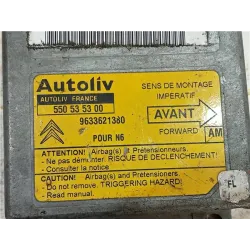 Autoliv
SENS DE MONTAGE
IMPERATIF
AUTOLIV FRANCE
550 53 53 00
AVANT
9633621380
FORWARD
AM
POUR N6
ATTENTION: Airbag(s) et Prétensionneurs.
- Ne pas démonter: RISQUE DE DECLENCHEMENT!
- Consulter la notice
FL
Airbag(s) and Pretensioners.
- Do not remove. TRIGGERING HAZARD!
- Read manual.